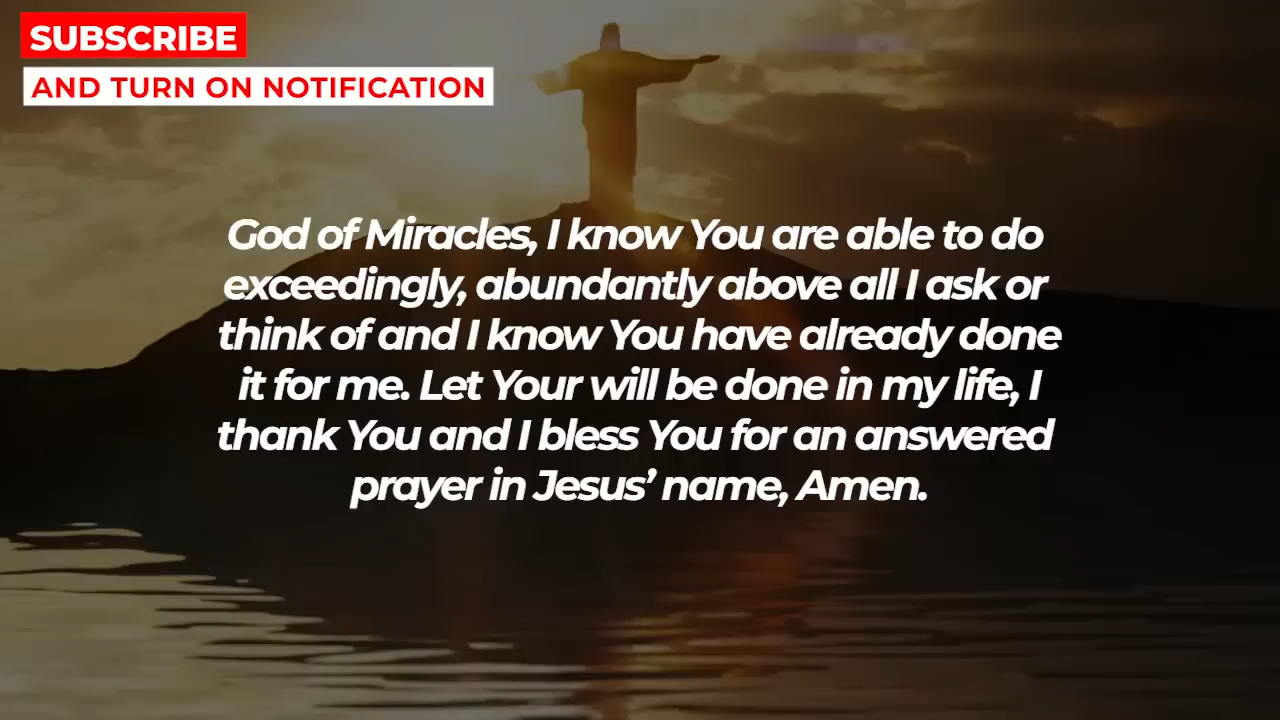 SUBSCRIBE
AND TURN ON NOTIFICATION
God of Miracles, I know You are able to do
exceedingly, abundantly above all I ask or
think of and I know You have already done
it for me. Let Your will be done in my life, I
thank You and I bless You for an answered
prayer in Jesus’ name, Amen.